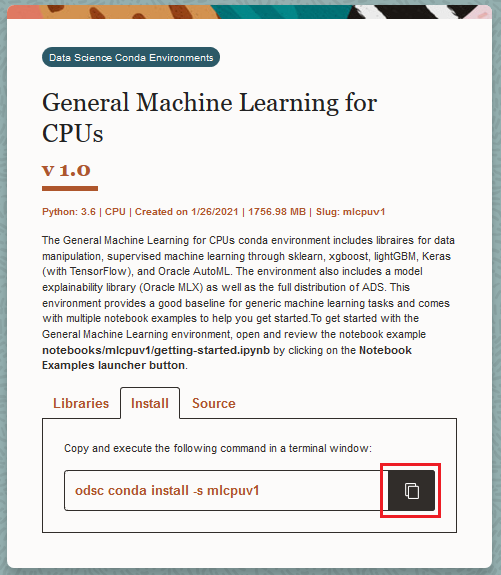 Data Science Conda Environments
General Machine Learning for
CPUs
v 1.0
Python: 3.6 | CPU | Created on 1/26/2021 | 1756.98 MB | Slug: mlcpuv1
The General Machine Learning for CPUs conda environment includes libraires for data
manipulation, supervised machine learning through sklearn, xgboost, lightGBM, Keras
(with TensorFlow), and Oracle AutoML. The environment also includes a model
explainability library (Oracle MLX) as well as the full distribution of ADS. This
environment provides a good baseline for generic machine learning tasks and comes
with multiple notebook examples to help you get started.To get started with the
General Machine Learning environment, open and review the notebook example
notebooks/mlcpuv1/getting-started.ipynb by clicking on the Notebook
Examples launcher button.
Libraries Install Source
Copy and execute the following command in a terminal window:
odsc conda install -s mlcpuv1